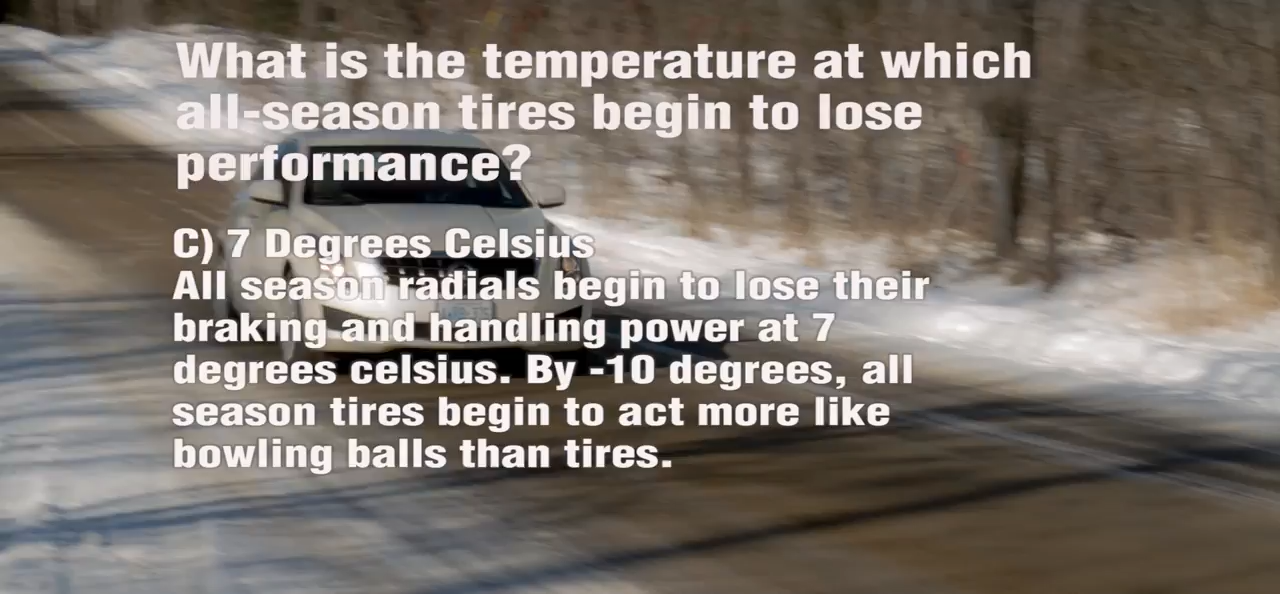 What is the temperature at which
all-season tires begin to lose
performance?
C) 7 Degrees Celsius
All season radials begin to lose their
braking and handling power at 7
degrees celsius. By -10 degrees, all
season tires begin to act more like
bowling balls than tires.